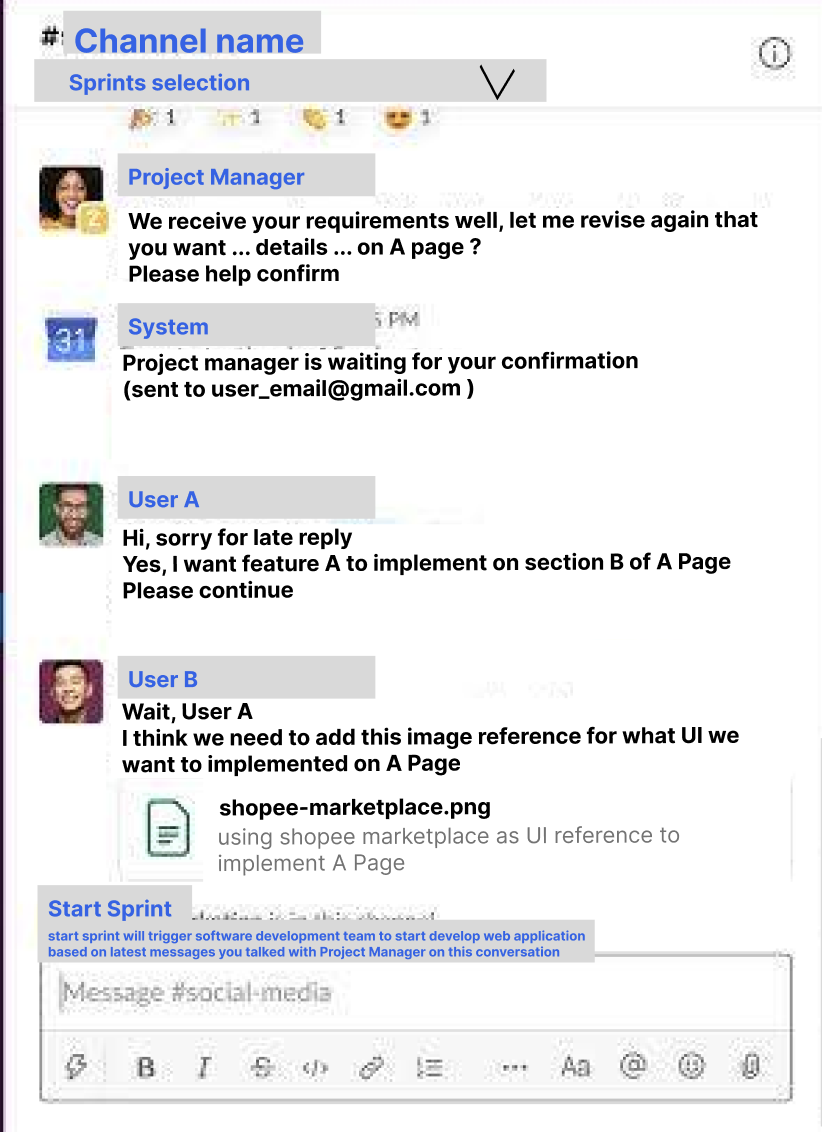 #
Channel name
Sprints selection
1 1 1 1
Project Manager
We receive your requirements well, let me revise again that
you want ... details ... on A page ?
Please help confirm
System
5 PM
31
Project manager is waiting for your confirmation
(sent to user_email@gmail.com )
User A
Hi, sorry for late reply
Yes, I want feature A to implement on section B of A Page
Please continue
User B
Wait, User A
I think we need to add this image reference for what UI we
want to implemented on A Page
shopee-marketplace.png
using shopee marketplace as UI reference to
implement A Page
Start Sprint
is in this channel
start sprint will trigger software development team to start develop web application
based on latest messages you talked with Project Manager on this conversation
Message #social-media
B I S </> Aa @